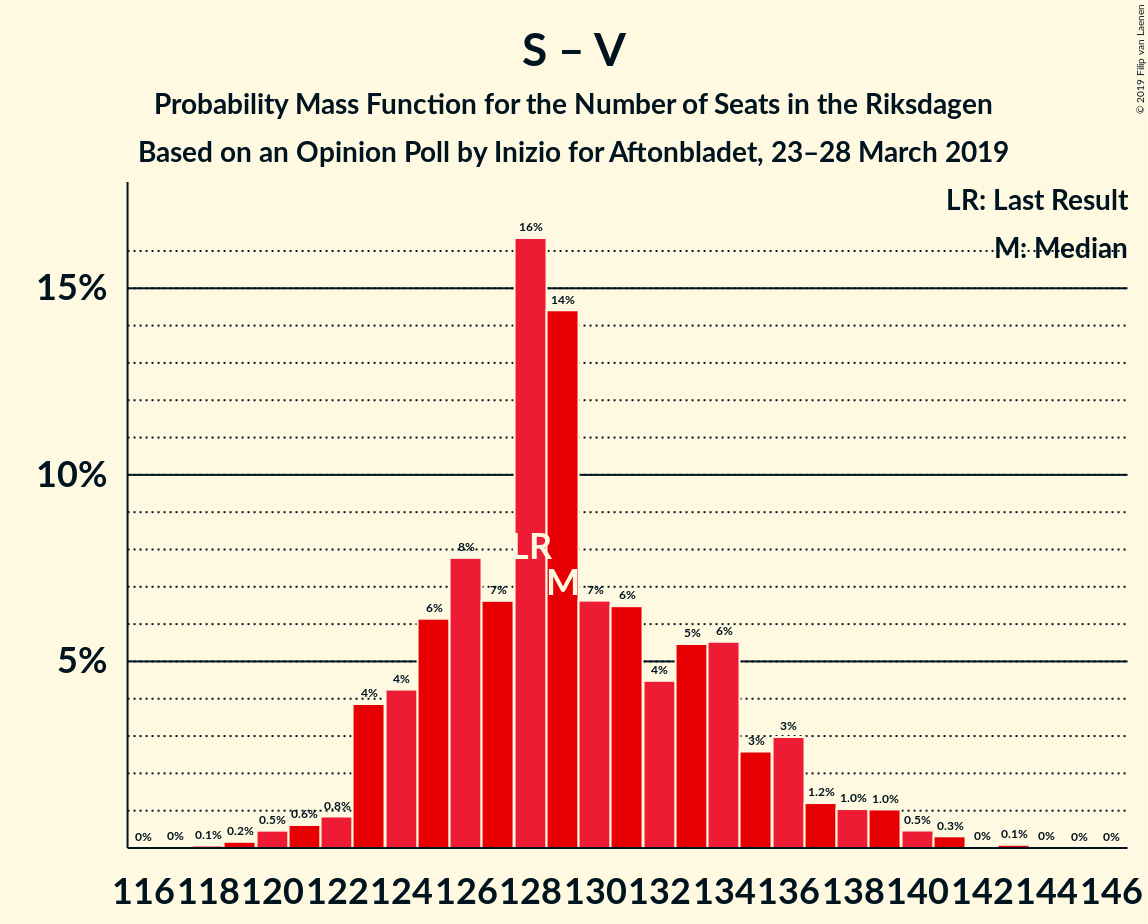 S – V
Probability Mass Function for the Number of Seats in the Riksdagen
Based on an Opinion Poll by Inizio for Aftonbladet, 23–28 March 2019
© 2019 Filip van Laenen
LR: Last Result
M: Median
15%
10%
5%
0% 0% 0.1% 0.2% 0.5% 0.6% 0.8% 4% 4% 6% 8% 7% 16% 14% 7% 6% 4% 5% 6% 3% 3% 1.2% 1.0% 1.0% 0.5% 0.3% 0% 0.1% 0% 0% 0%
LR
M
116 118 120 122 124 126 128 130 132 134 136 138 140 142 144 146